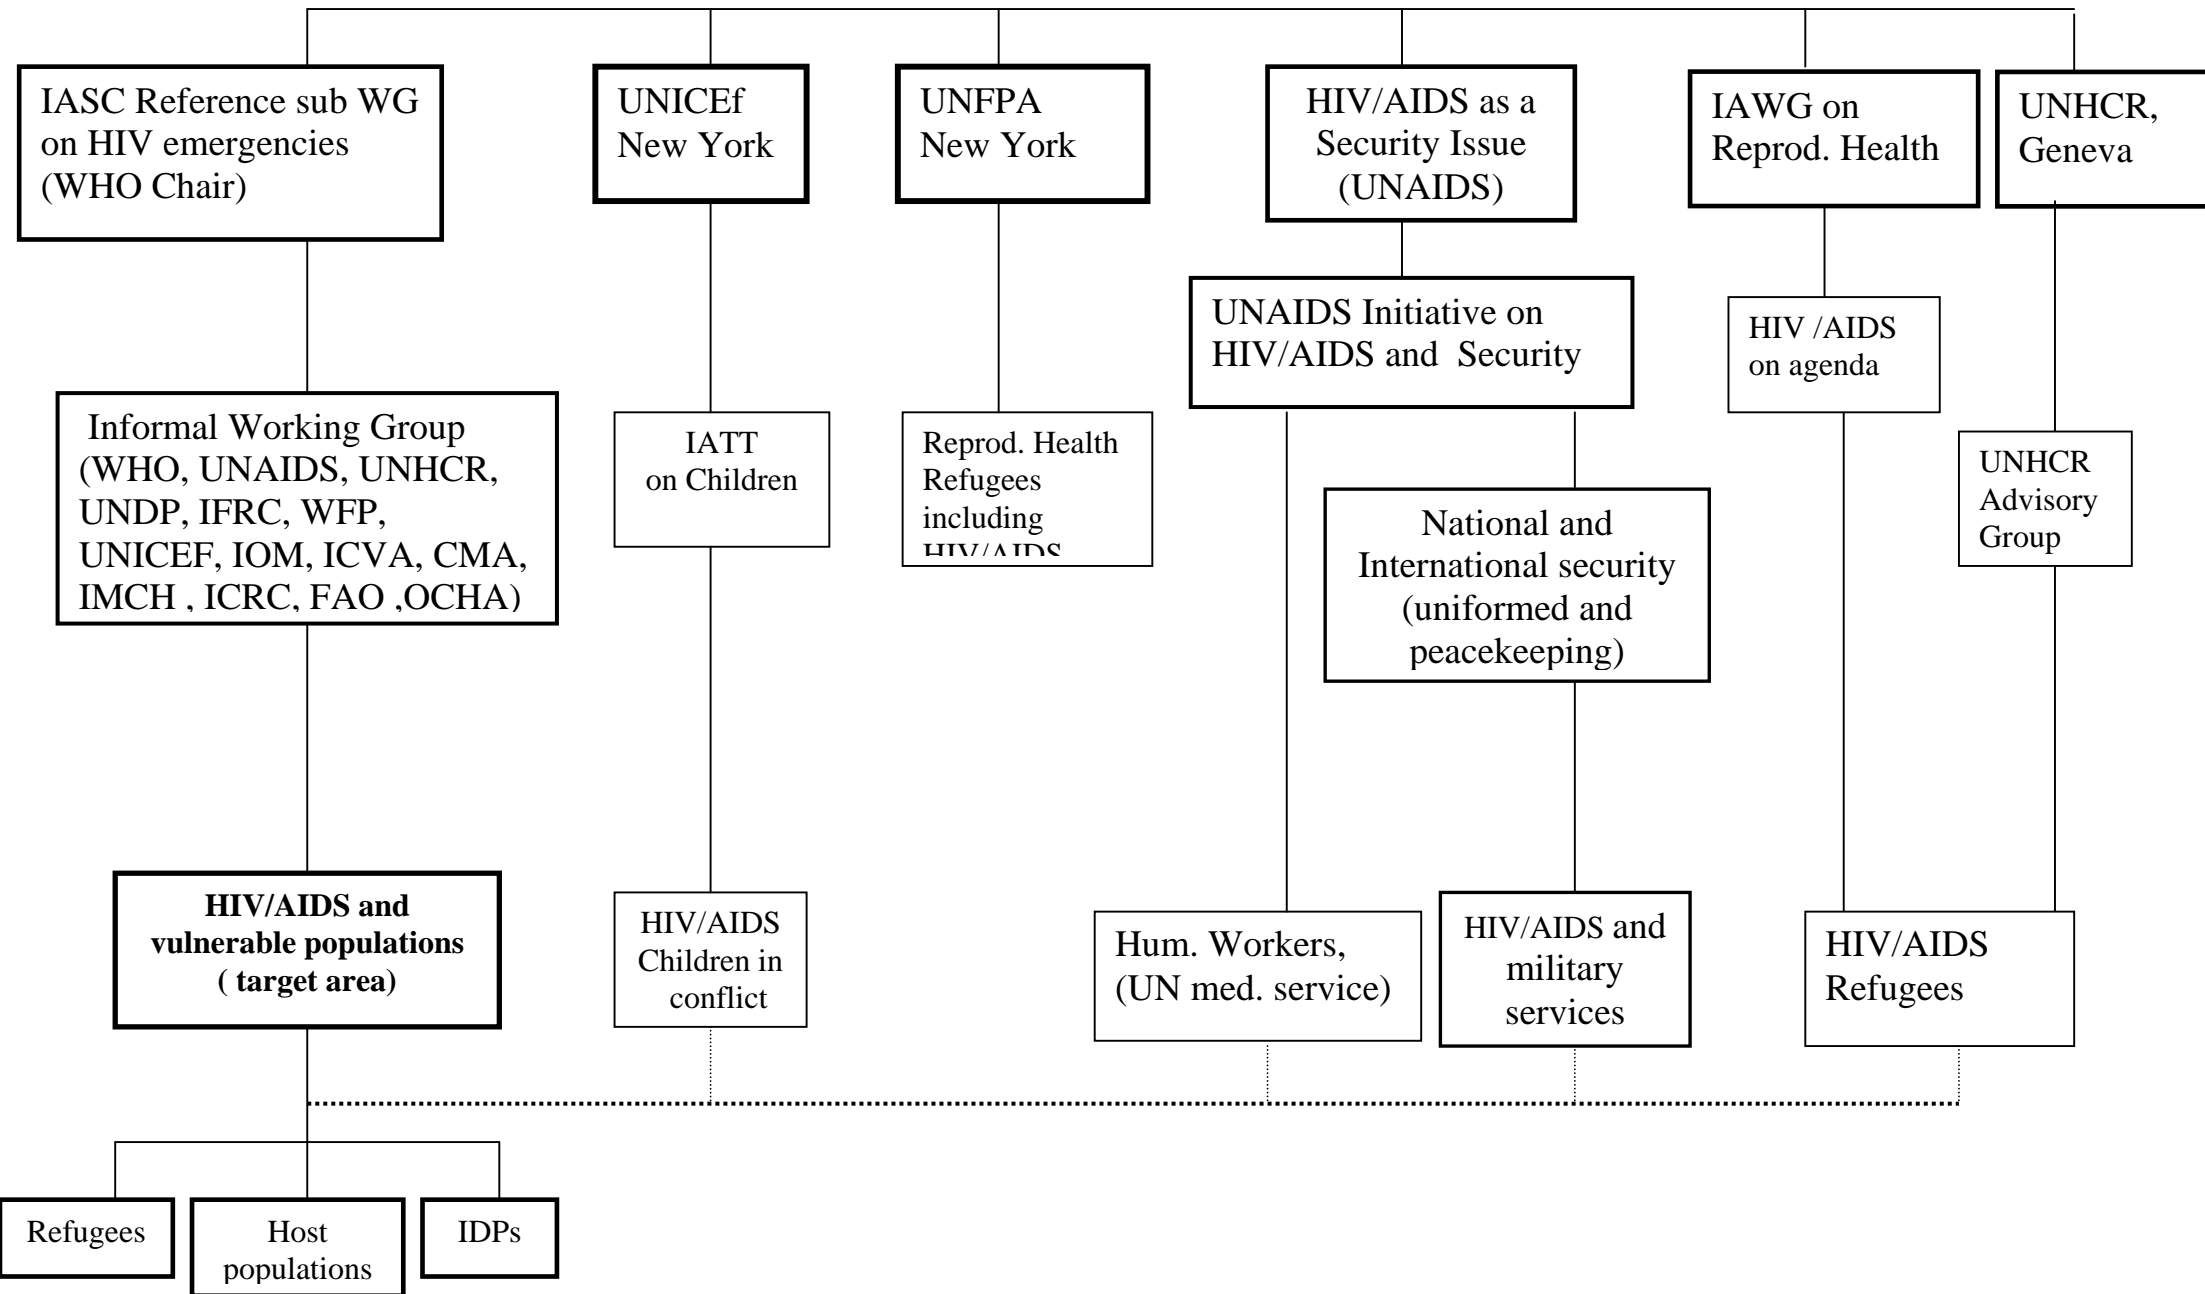 IASC Reference sub WG
on HIV emergencies
(WHO Chair)
UNICEf
New York
UNFPA
New York
HIV/AIDS as a
Security Issue
(UNAIDS)
IAWG on
Reprod. Health
UNHCR,
Geneva
UNAIDS Initiative on
HIV/AIDS and  Security
HIV /AIDS
on agenda
Informal Working Group
(WHO, UNAIDS, UNHCR,
UNDP, IFRC, WFP,
UNICEF, IOM, ICVA, CMA,
IMCH , ICRC, FAO ,OCHA)
IATT
on Children
Reprod. Health
Refugees
including
HIV/AIDS
National and
International security
(uniformed and
peacekeeping)
UNHCR
Advisory
Group
HIV/AIDS and
vulnerable populations
( target area)
HIV/AIDS
Children in
conflict
Hum. Workers,
(UN med. service)
HIV/AIDS and
military
services
HIV/AIDS
Refugees
Refugees
Host
populations
IDPs